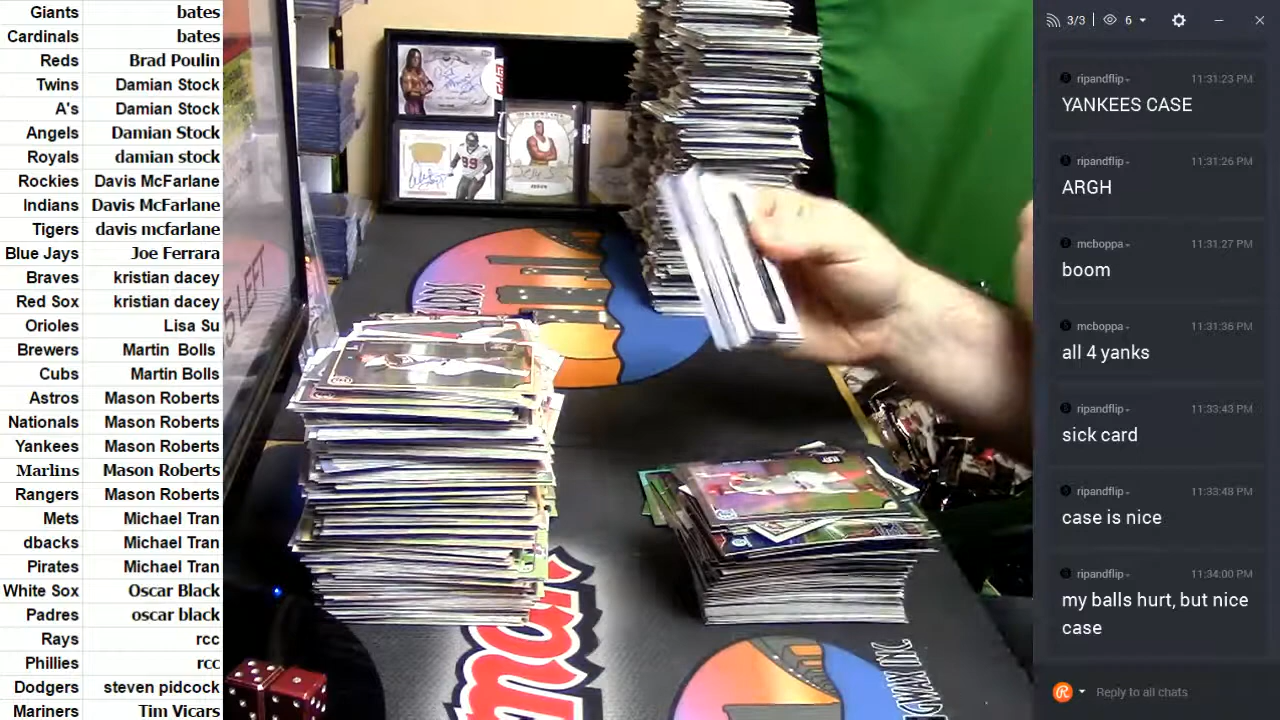 Giants bates
Cardinals bates
Reds Brad Poulin
Twins Damian Stock
A's Damian Stock
Angels Damian Stock
Royals damian stock
Rockies Davis McFarlane
Indians Davis McFarlane
Tigers davis mcfarlane
Blue Jays Joe Ferrara
Braves kristian dacey
Red Sox kristian dacey
Orioles Lisa Su
Brewers Martin Bolls
Cubs Martin Bolls
Astros Mason Roberts
Nationals Mason Roberts
Yankees Mason Roberts
Marlins Mason Roberts
Rangers Mason Roberts
Mets Michael Tran
dbacks Michael Tran
Pirates Michael Tran
White Sox Oscar Black
Padres oscar black
Rays rcc
Phillies rcc
Dodgers steven pidcock
Mariners Tim Vicars
LEFT
99
3/3 6
ripandflip 11:31:23 PM
YANKEES CASE
ripandflip 11:31:26 PM
ARGH
mcboppa 11:31:27 PM
boom
mcboppa 11:31:36 PM
all 4 yanks
ripandflip 11:33:43 PM
sick card
ripandflip 11:33:48 PM
case is nice
ripandflip 11:34:00 PM
my balls hurt, but nice
case
Reply to all chats